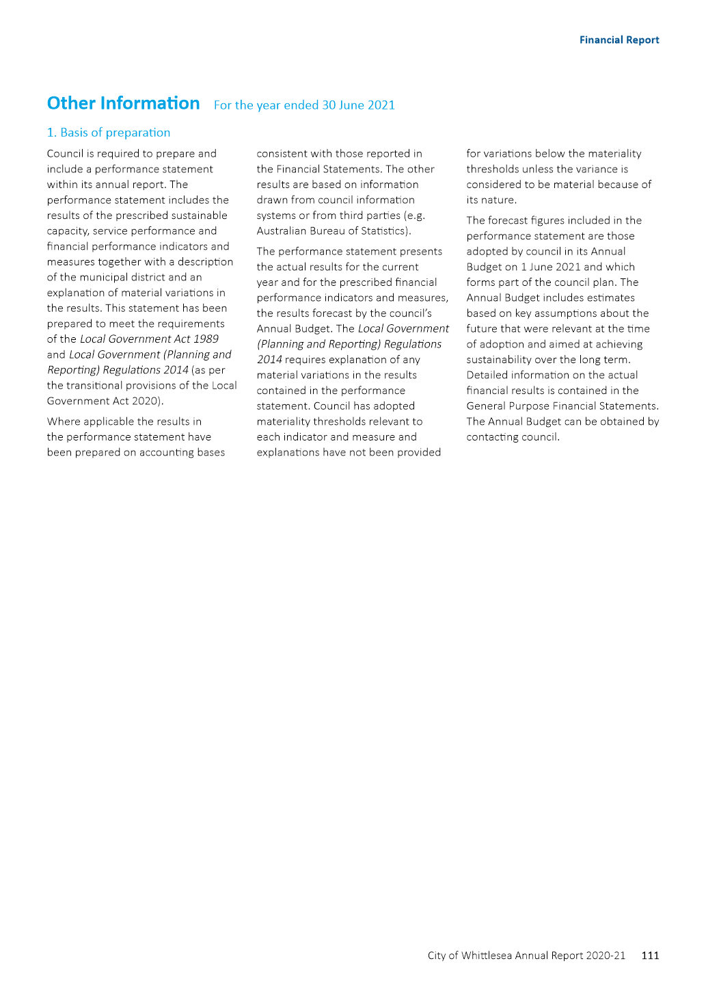 Financial Report
Other Information For the year ended 30 June 2021
1. Basis of preparation
Council is required to prepare and
include a performance statement
within its annual report. The
performance statement includes the
results of the prescribed sustainable
capacity, service performance and
financial performance indicators and
measures together with a description
of the municipal district and an
explanation of material variations in
the results. This statement has been
prepared to meet the requirements
of the Local Government Act 1989
and Local Government (Planning and
Reporting) Regulations 2014 (as per
the transitional provisions of the Local
Government Act 2020).
Where applicable the results in
the performance statement have
been prepared on accounting bases
consistent with those reported in
the Financial Statements. The other
results are based on information
drawn from council information
systems or from third parties (e.g.
Australian Bureau of Statistics).
The performance statement presents
the actual results for the current
year and for the prescribed financial
performance indicators and measures,
the results forecast by the council’s
Annual Budget. The Local Government
(Planning and Reporting) Regulations
2014 requires explanation of any
material variations in the results
contained in the performance
statement. Council has adopted
materiality thresholds relevant to
each indicator and measure and
explanations have not been provided
for variations below the materiality
thresholds unless the variance is
considered to be material because of
its nature.
The forecast figures included in the
performance statement are those
adopted by council in its Annual
Budget on 1 June 2021 and which
forms part of the council plan. The
Annual Budget includes estimates
based on key assumptions about the
future that were relevant at the time
of adoption and aimed at achieving
sustainability over the long term.
Detailed information on the actual
financial results is contained in the
General Purpose Financial Statements.
The Annual Budget can be obtained by
contacting council.
City of Whittlesea Annual Report 2020-21 111